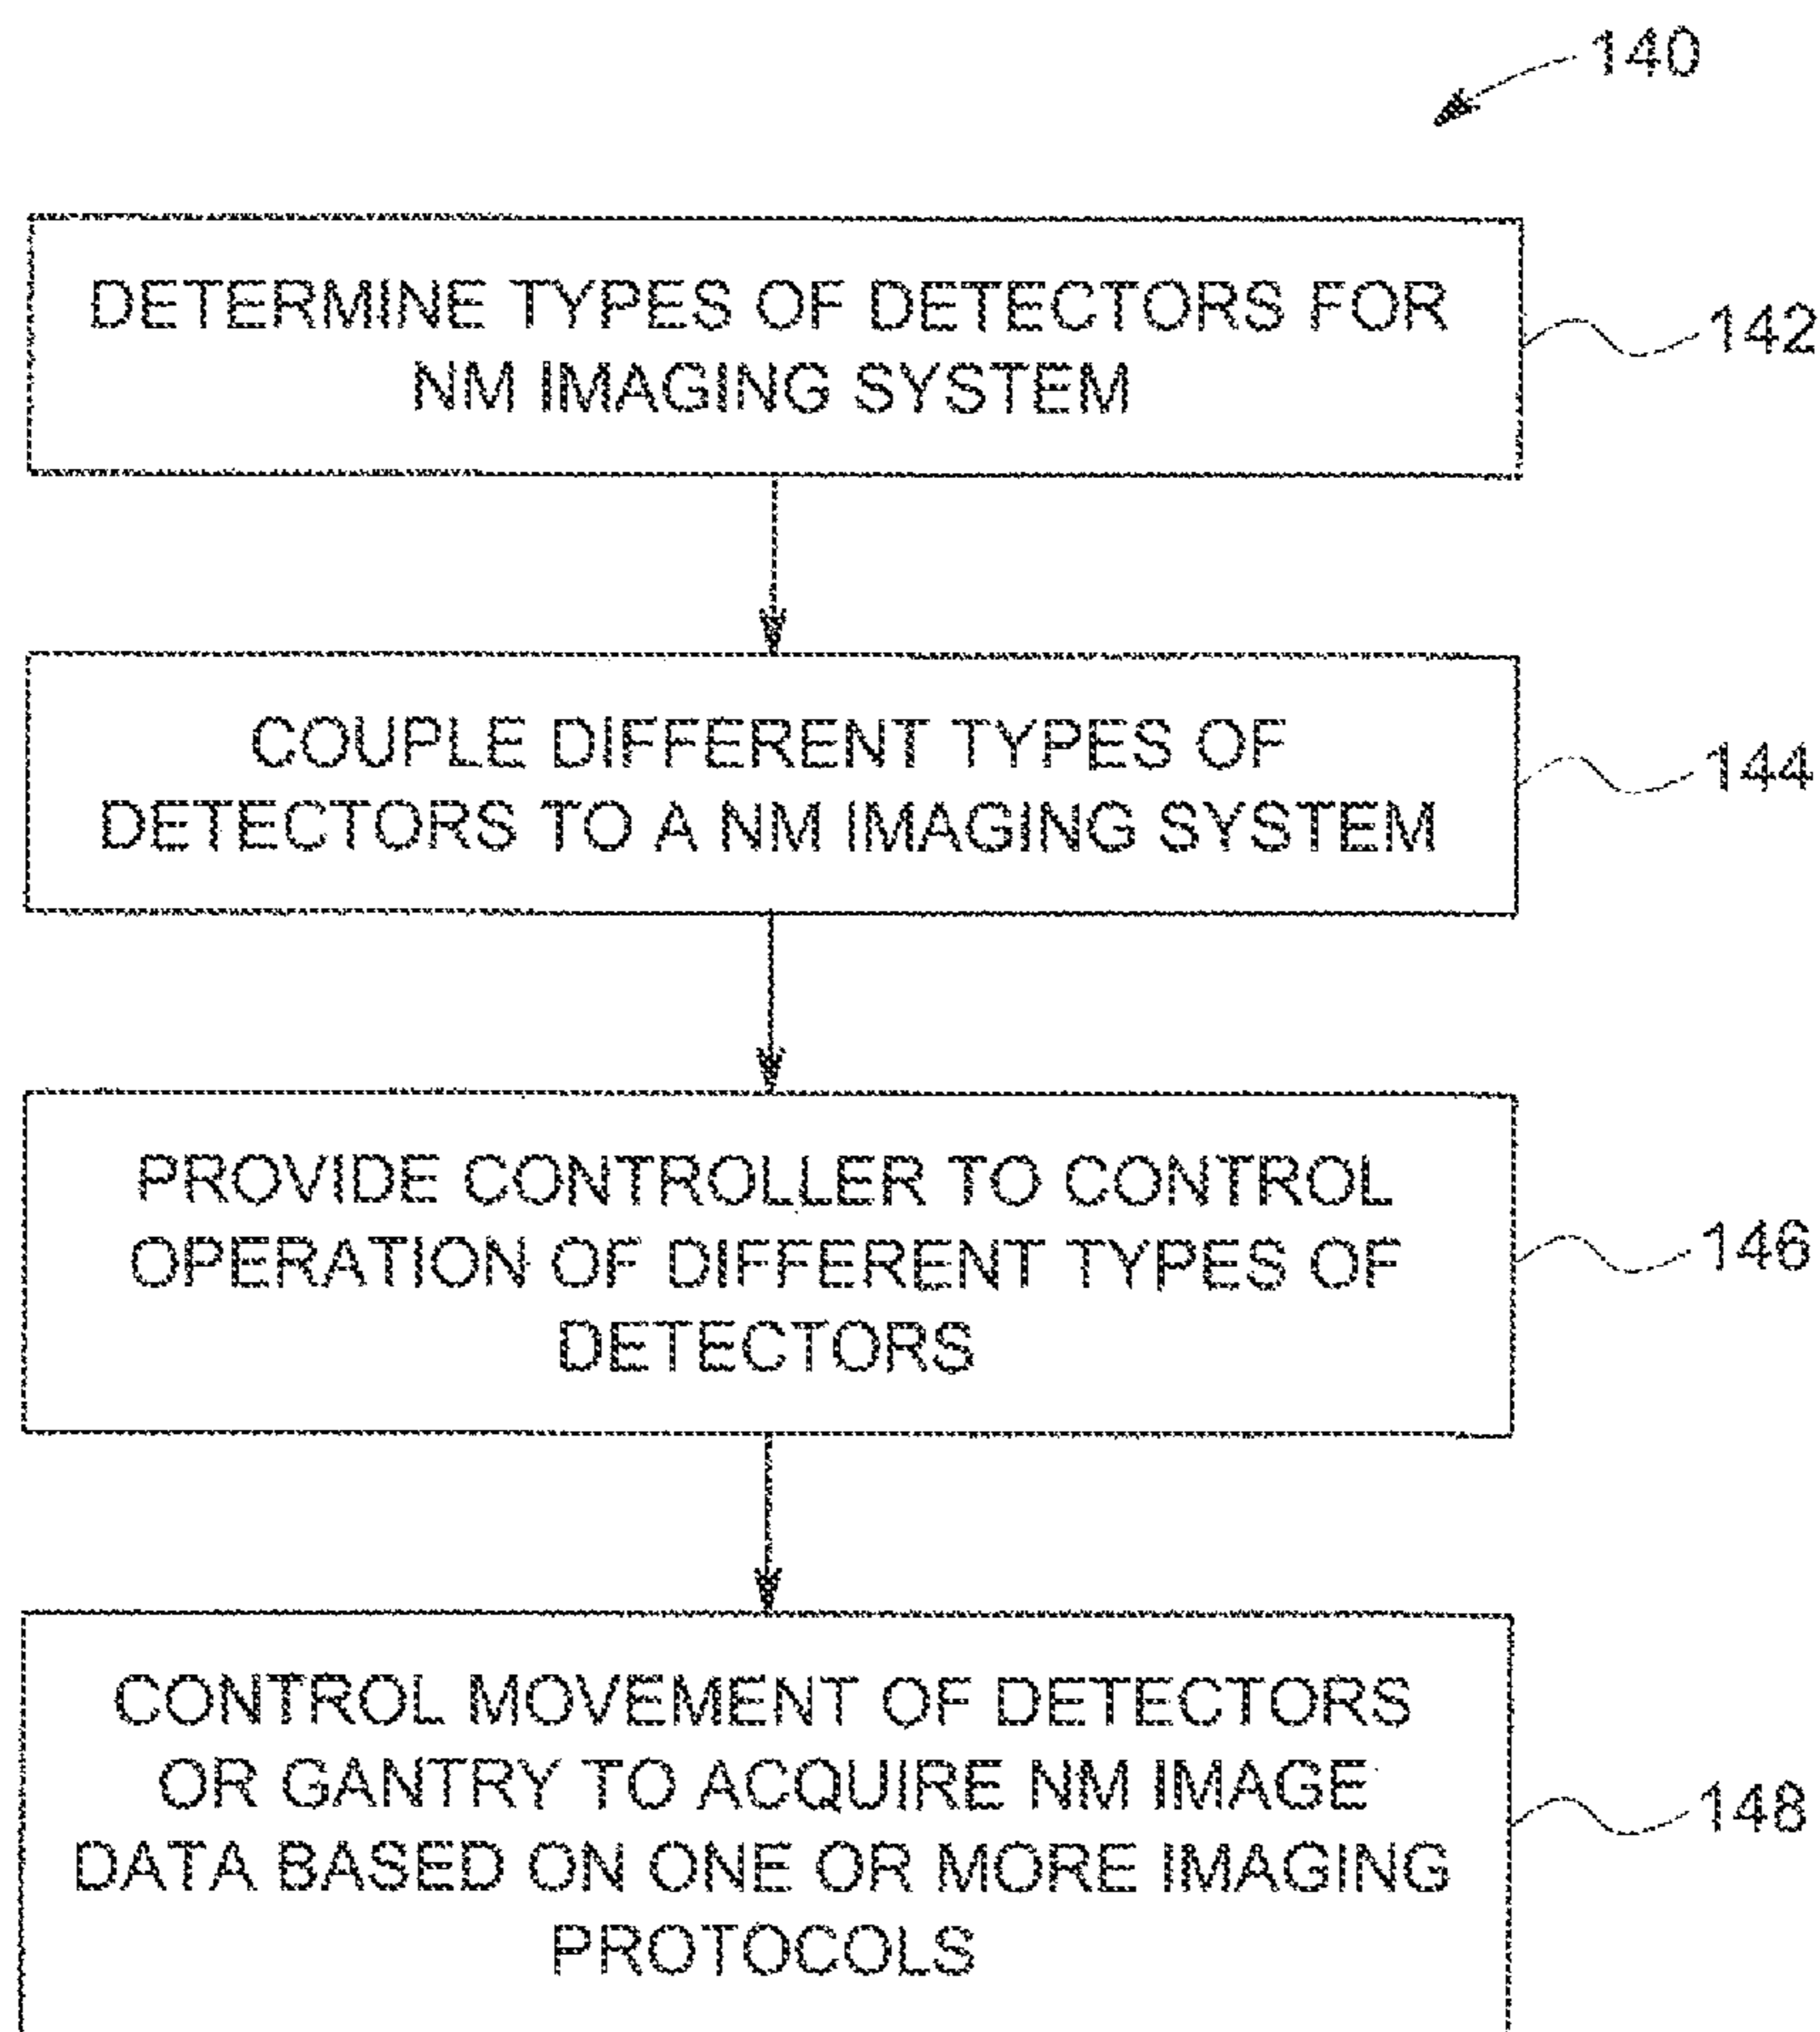 140
DETERMINE TYPES OF DETECTORS FOR
NM IMAGING SYSTEM
142
COUPLE DIFFERENT TYPES OF
DETECTORS TO A NM IMAGING SYSTEM
144
PROVIDE CONTROLLER TO CONTROL
OPERATION OF DIFFERENT TYPES OF
DETECTORS
146
CONTROL MOVEMENT OF DETECTORS
OR GANTRY TO ACQUIRE NM IMAGE
DATA BASED ON ONE OR MORE IMAGING
PROTOCOLS
148